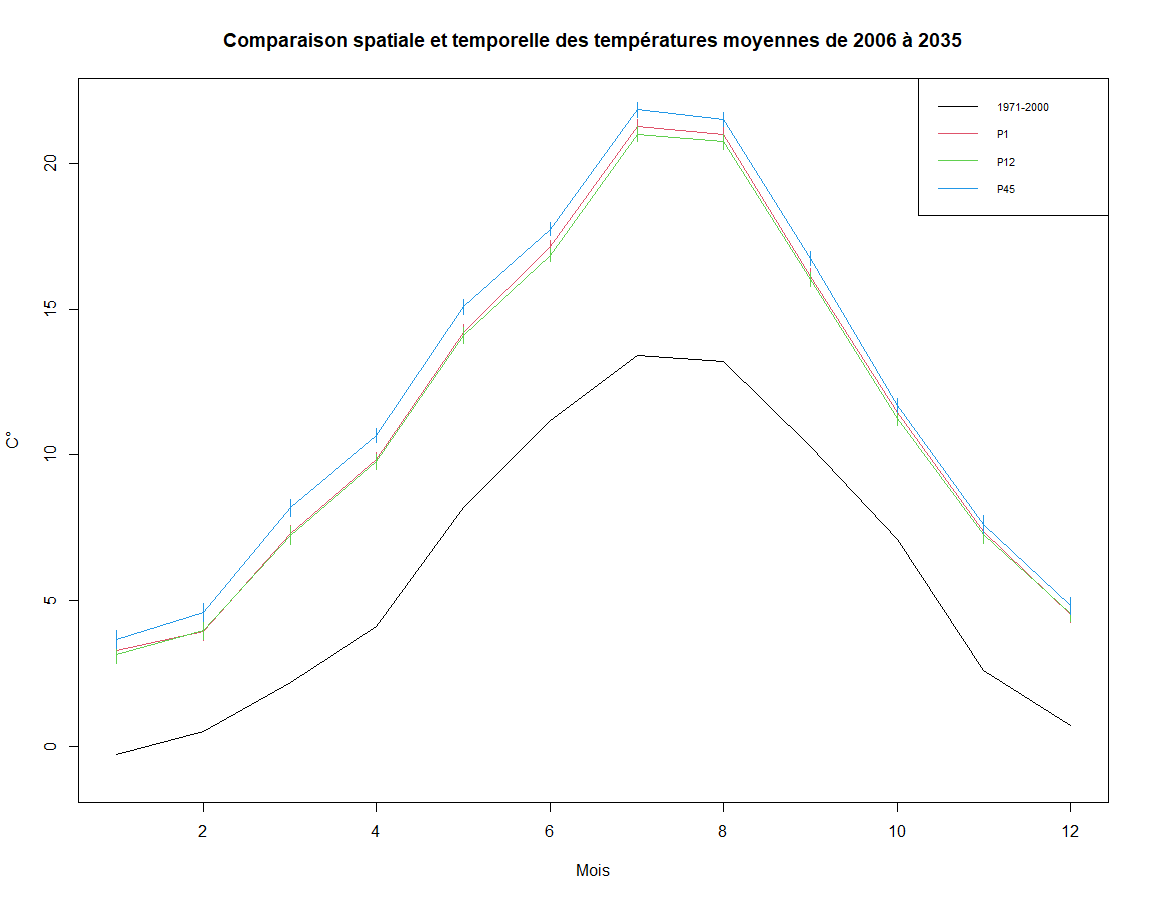 Comparaison spatiale et temporelle des températures moyennes de 2006 à 2035
1971-2000
P1
P12
P45
C°
20
15
10
5
0
2 4 6 8 10 12
Mois